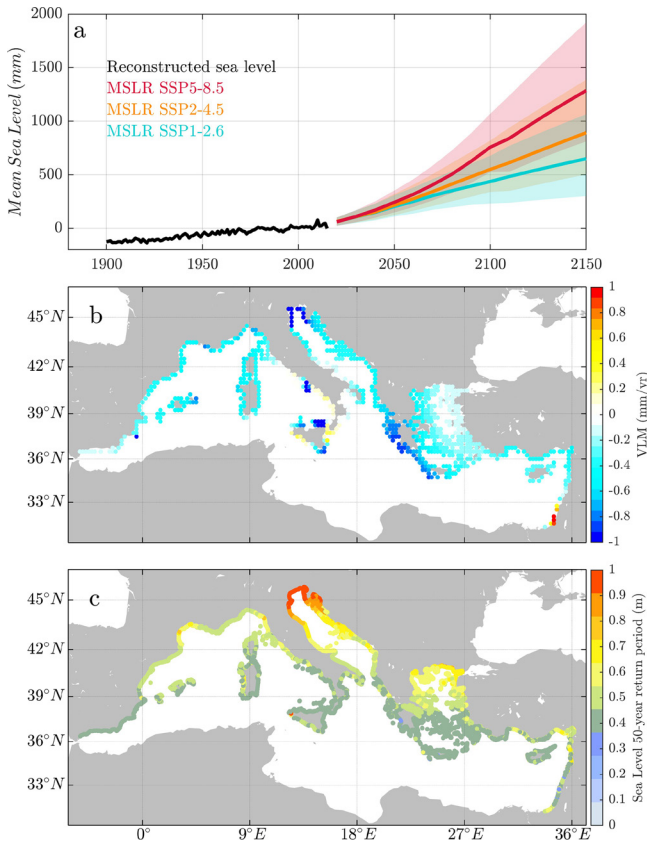 2000
1500
1000
500
0
Mean Sea Level (mm)
a
Reconstructed sea level
MSLR SSP5-8.5
MSLR SSP2-4.5
MSLR SSP1-2.6
1900 1950 2000 2050 2100 2150
b
45°N
42°N
39°N
36°N
33°N
1
0.8
0.6
0.4
0.2
0
-0.2
-0.4
-0.6
-0.8
-1
VLM (mm/yr)
c
45°N
42°N
39°N
36°N
33°N
0° 9°E 18°E 27°E 36°E
1
0.9
0.8
0.7
0.6
0.5
0.4
0.3
0.2
0.1
0
Sea Level 50-year return period (m)